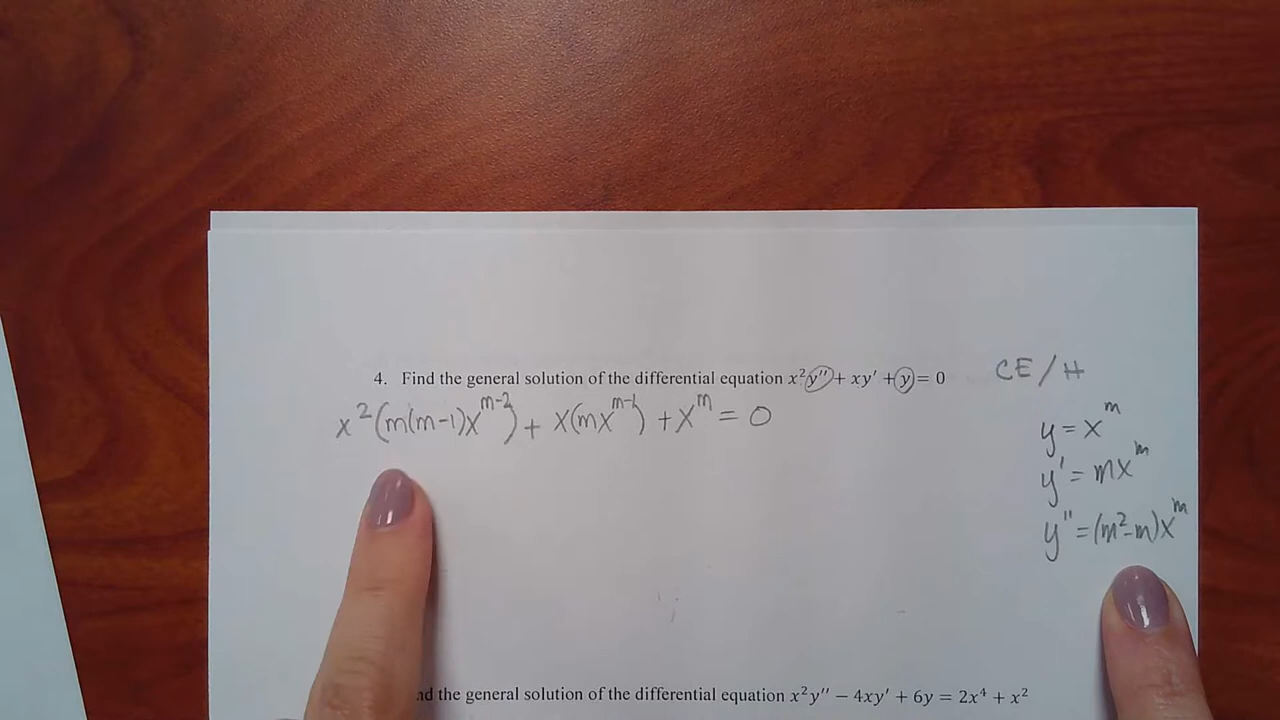 4. Find the general solution of the differential equation x²y″ + xy′ + y = 0
CE/H
x²(m(m-1)x^{m-2}) + x(mx^{m-1}) + x^m = 0
y = x^m
y' = mx^m
y" = (m²-m)x^m
the general solution of the differential equation x²y″ − 4xy′ + 6y = 2x⁴ + x²